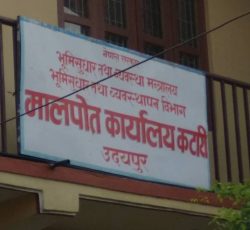 नेपाल सरकार
भूमिसुधार तथा व्यवस्था मन्त्रालय
भूमिसुधार तथा व्यवस्थापन विभाग
मालपोत कार्यालय कटारी
उदयपुर